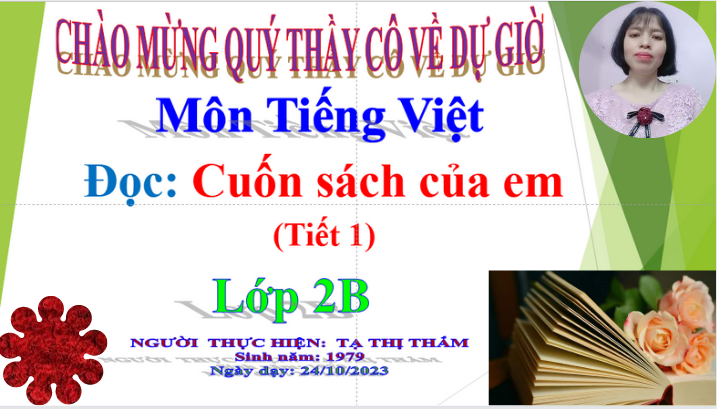 CHÀO MỪNG QUÝ THẦY CÔ VỀ DỰ GIỜ
Môn Tiếng Việt
Đọc: Cuốn sách của em
(Tiết 1)
Lớp 2B
NGƯỜI THỰC HIỆN: TẠ THỊ THẮM
Sinh năm: 1979
Ngày dạy: 24/10/2023